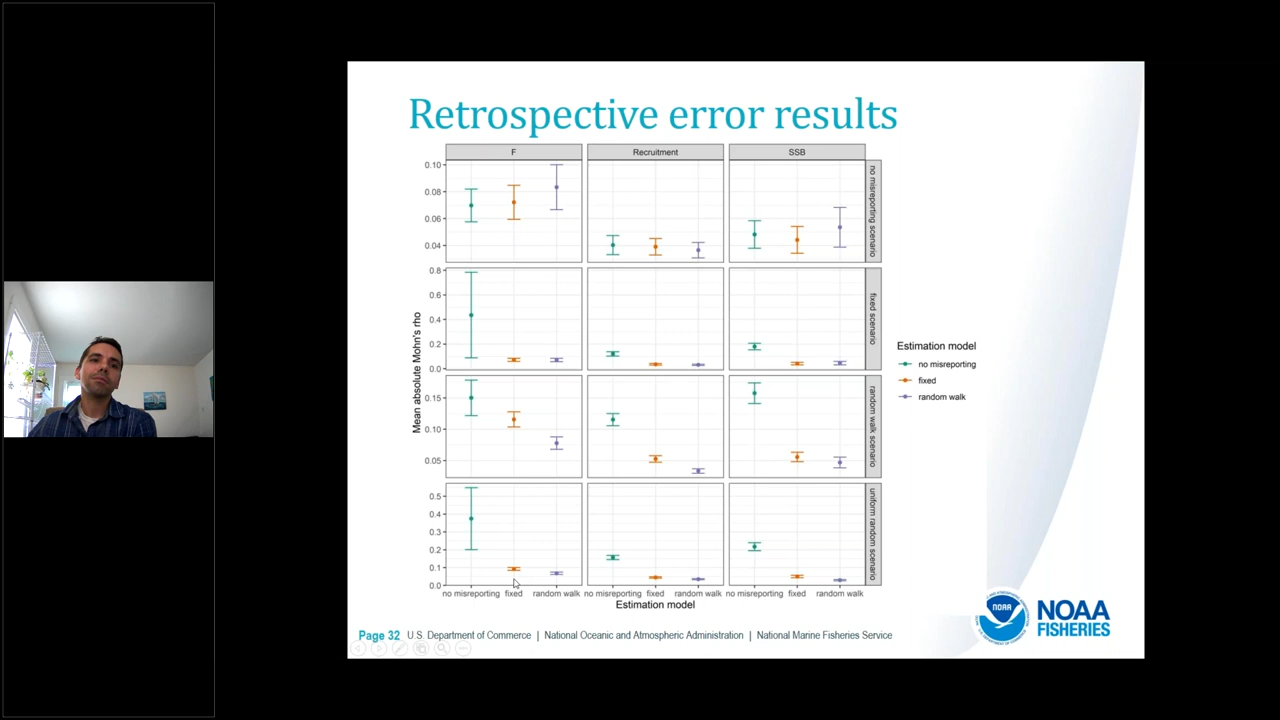 Retrospective error results
F
Recruitment
SSB
0.10
0.08
0.06
0.04
no misreporting scenario
0.8
0.6
0.4
0.2
0.0
fixed scenario
Mean absolute Mohn's rho
0.15
0.10
0.05
random walk scenario
0.5
0.4
0.3
0.2
0.1
0.0
uniform random scenario
no misreporting fixed random walk no misreporting fixed random walk no misreporting fixed random walk
Estimation model
Estimation model
no misreporting
fixed
random walk
Page 32 U.S. Department of Commerce | National Oceanic and Atmospheric Administration | National Marine Fisheries Service
NOAA
NOAA
FISHERIES